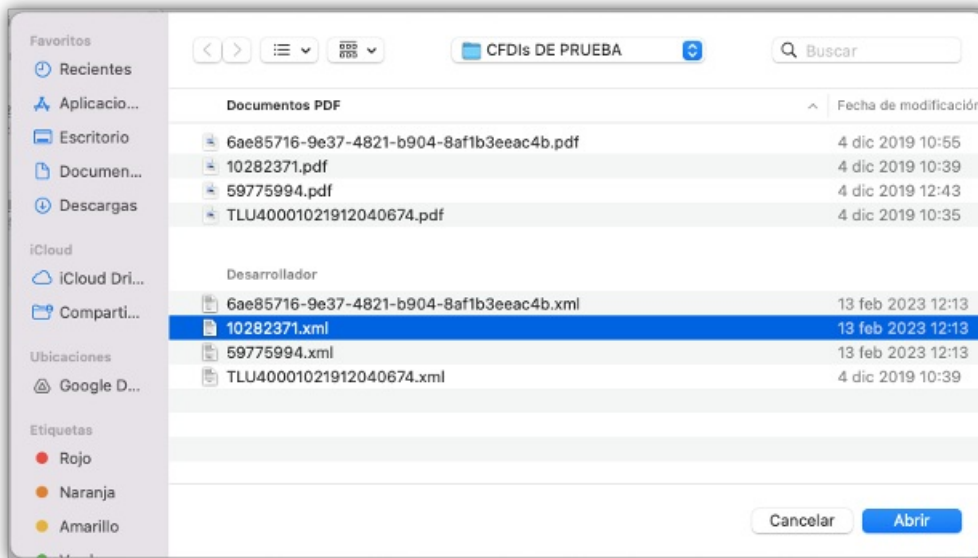 Favoritos
Recientes
Aplicacio...
Escritorio
Documen...
Descargas
iCloud
iCloud Dri...
Comparti...
Ubicaciones
Google D...
Etiquetas
Rojo
Naranja
Amarillo
CFDIs DE PRUEBA
Buscar
Documentos PDF Fecha de modificación
6ae85716-9e37-4821-b904-8af1b3eeac4b.pdf 4 dic 2019 10:55
10282371.pdf 4 dic 2019 10:39
59775994.pdf 4 dic 2019 12:43
TLU40001021912040674.pdf 4 dic 2019 10:35
Desarrollador
6ae85716-9e37-4821-b904-8af1b3eeac4b.xml 13 feb 2023 12:13
10282371.xml 13 feb 2023 12:13
59775994.xml 13 feb 2023 12:13
TLU40001021912040674.xml 4 dic 2019 10:39
Cancelar Abrir